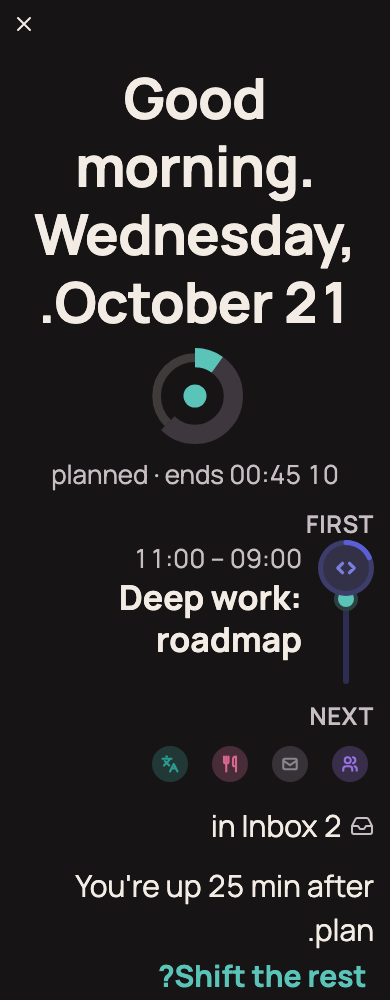 Good
morning.
Wednesday,
.October 21
planned · ends 00:45 10
FIRST
11:00 – 09:00
Deep work:
roadmap
NEXT
in Inbox 2
You're up 25 min after
.plan
?Shift the rest